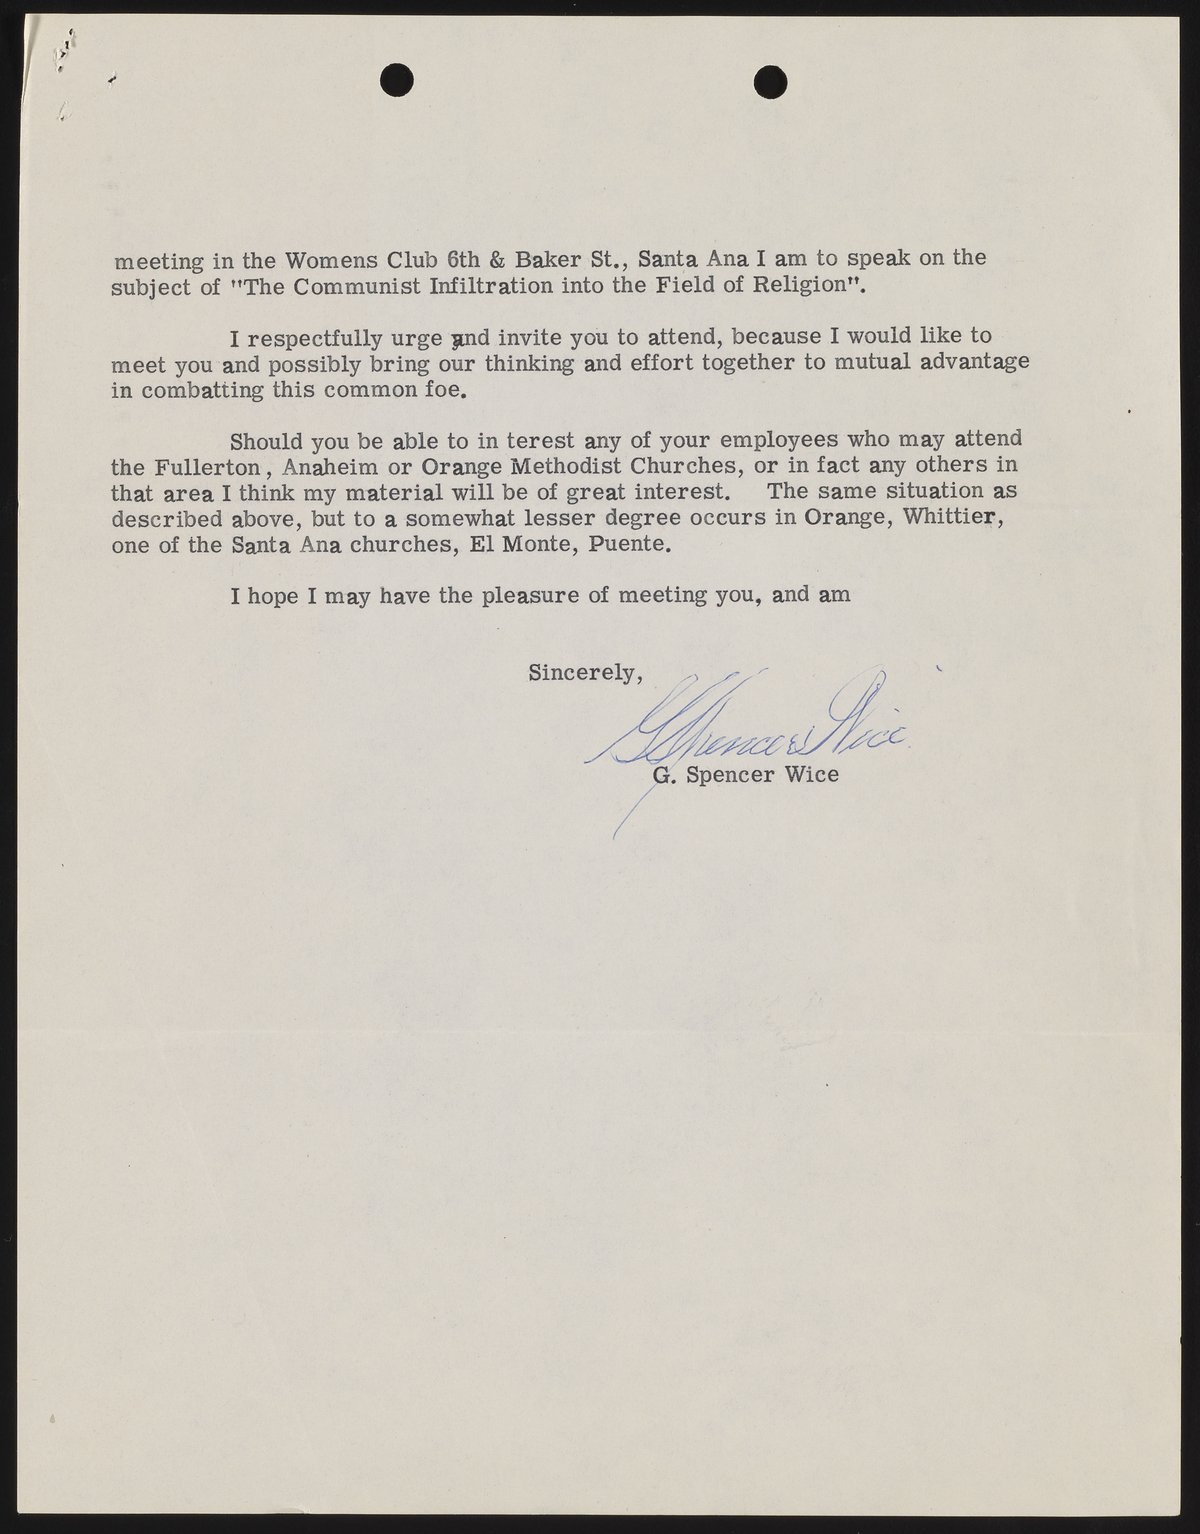 meeting in the Womens Club 6th & Baker St., Santa Ana I am to speak on the
subject of "The Communist Infiltration into the Field of Religion".
I respectfully urge and invite you to attend, because I would like to
meet you and possibly bring our thinking and effort together to mutual advantage
in combatting this common foe.
Should you be able to in terest any of your employees who may attend
the Fullerton, Anaheim or Orange Methodist Churches, or in fact any others in
that area I think my material will be of great interest. The same situation as
described above, but to a somewhat lesser degree occurs in Orange, Whittier,
one of the Santa Ana churches, El Monte, Puente.
I hope I may have the pleasure of meeting you, and am
Sincerely,
G Spencer Wice
G. Spencer Wice